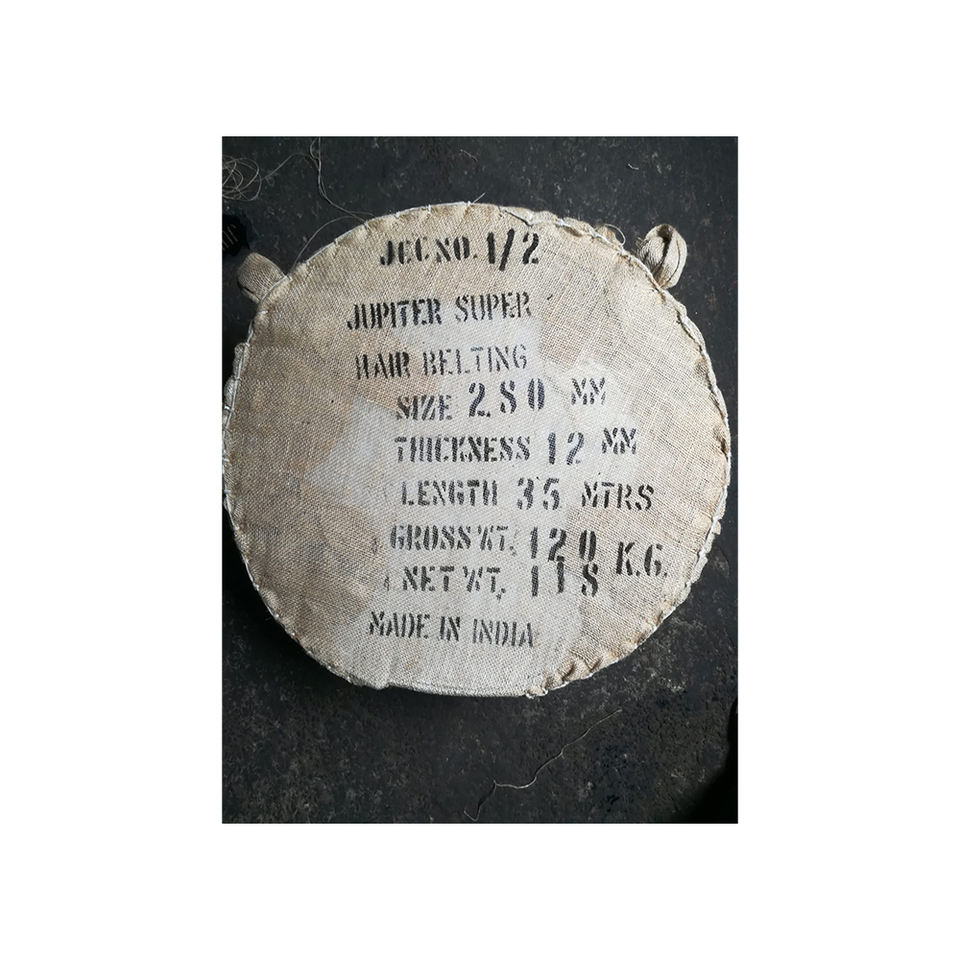 JCC NO. 1/2
JUPITER SUPER
HAIR BELTING
SIZE 280 MM
THICKNESS 12 MM
LENGTH 35 MTRS
GROSS WT. 120 K.G.
NET WT. 118
MADE IN INDIA